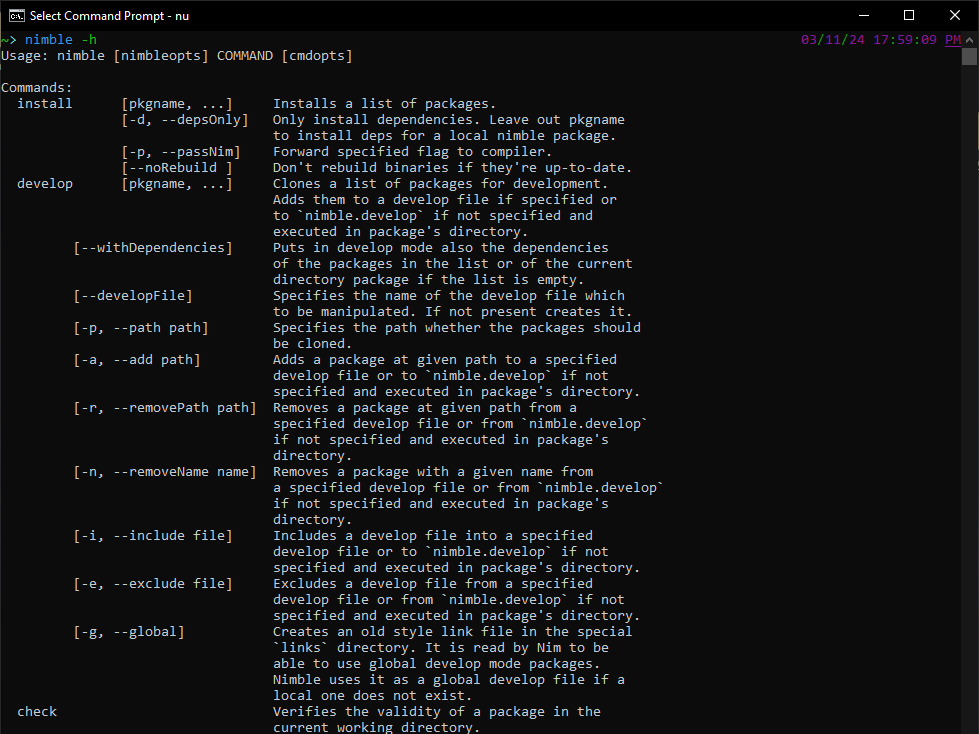 Select Command Prompt - nu
~> nimble -h 03/11/24 17:59:09 PM
Usage: nimble [nimbleopts] COMMAND [cmdopts]
Commands:
install [pkgname, ...] Installs a list of packages.
[-d, --depsOnly] Only install dependencies. Leave out pkgname
to install deps for a local nimble package.
[-p, --passNim] Forward specified flag to compiler.
[--noRebuild ] Don't rebuild binaries if they're up-to-date.
develop [pkgname, ...] Clones a list of packages for development.
Adds them to a develop file if specified or
to `nimble.develop` if not specified and
executed in package's directory.
[--withDependencies] Puts in develop mode also the dependencies
of the packages in the list or of the current
directory package if the list is empty.
[--developFile] Specifies the name of the develop file which
to be manipulated. If not present creates it.
[-p, --path path] Specifies the path whether the packages should
be cloned.
[-a, --add path] Adds a package at given path to a specified
develop file or to `nimble.develop` if not
specified and executed in package's directory.
[-r, --removePath path] Removes a package at given path from a
specified develop file or from `nimble.develop`
if not specified and executed in package's
directory.
[-n, --removeName name] Removes a package with a given name from
a specified develop file or from `nimble.develop`
if not specified and executed in package's
directory.
[-i, --include file] Includes a develop file into a specified
develop file or to `nimble.develop` if not
specified and executed in package's directory.
[-e, --exclude file] Excludes a develop file from a specified
develop file or from `nimble.develop` if not
specified and executed in package's directory.
[-g, --global] Creates an old style link file in the special
`links` directory. It is read by Nim to be
able to use global develop mode packages.
Nimble uses it as a global develop file if a
local one does not exist.
check Verifies the validity of a package in the
current working directory.